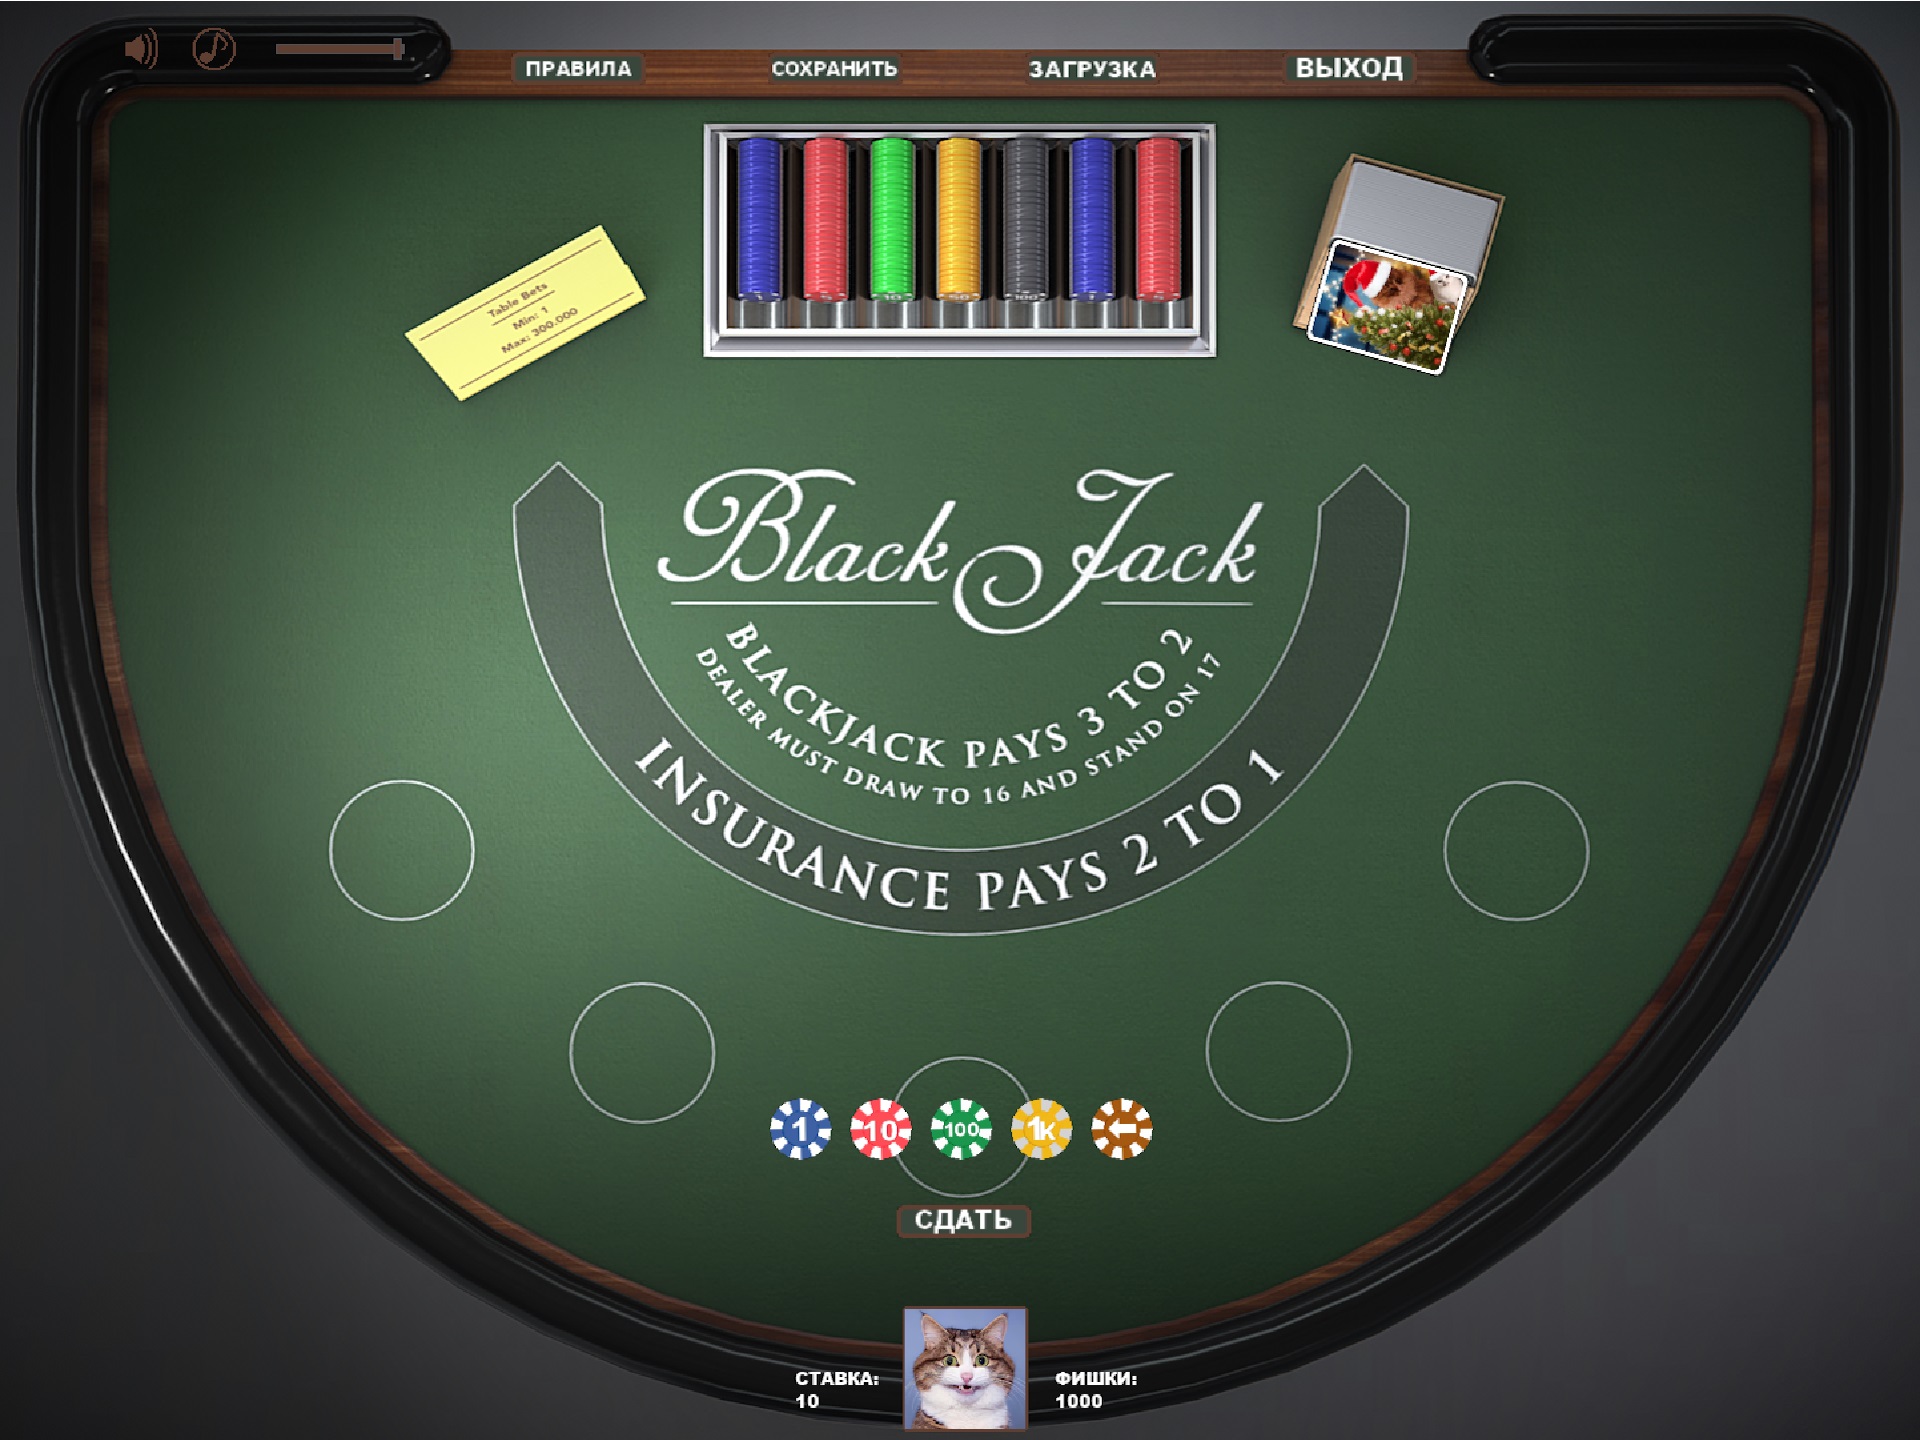 ПРАВИЛА
СОХРАНИТЬ
ЗАГРУЗКА
ВЫХОД
Table Bets
Min: 1
Max: 300.000
Black Jack
BLACKJACK PAYS 3 TO 2
DEALER MUST DRAW TO 16 AND STAND ON 17
INSURANCE PAYS 2 TO 1
1
10
100
1K
СДАТЬ
СТАВКА:
10
ФИШКИ:
1000